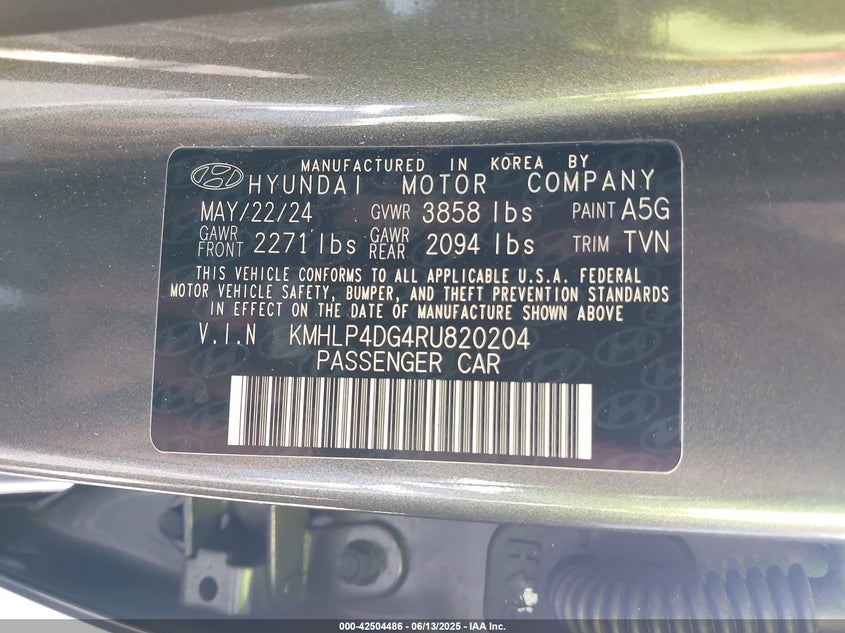 MANUFACTURED IN KOREA BY
HYUNDAI MOTOR COMPANY
MAY/22/24 GVWR 3858 lbs PAINT A5G
GAWR FRONT 2271 lbs GAWR REAR 2094 lbs TRIM TVN
THIS VEHICLE CONFORMS TO ALL APPLICABLE U.S.A. FEDERAL
MOTOR VEHICLE SAFETY, BUMPER, AND THEFT PREVENTION STANDARDS
IN EFFECT ON THE DATE OF MANUFACTURE SHOWN ABOVE
V.I.N KMHLP4DG4RU820204
PASSENGER CAR
000-42504486 - 06/13/2025 - IAA Inc.